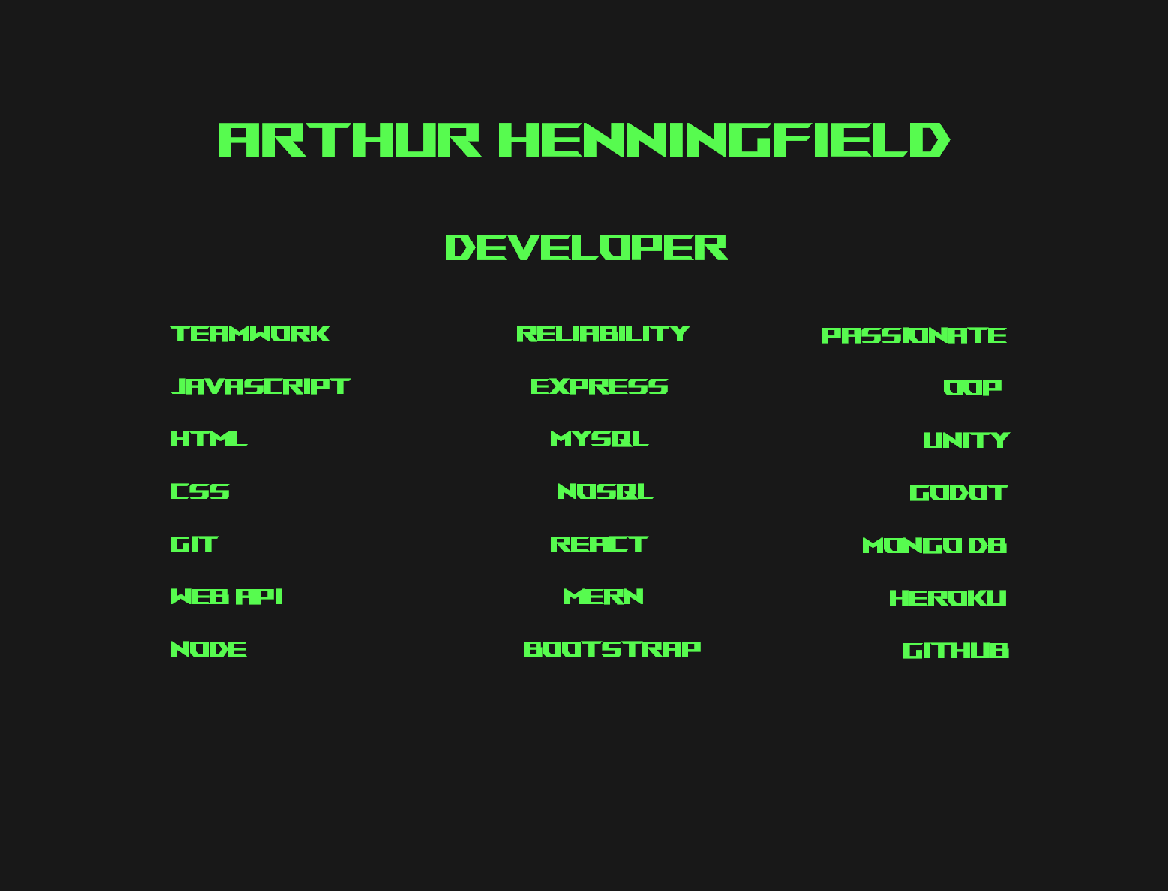 ARTHUR HENNINGFIELD
DEVELOPER
TEAMWORK RELIABILITY PASSIONATE
JAVASCRIPT EXPRESS OOP
HTML MYSQL UNITY
CSS NOSQL GODOT
GIT REACT MONGO DB
WEB API MERN HEROKU
NODE BOOTSTRAP GITHUB